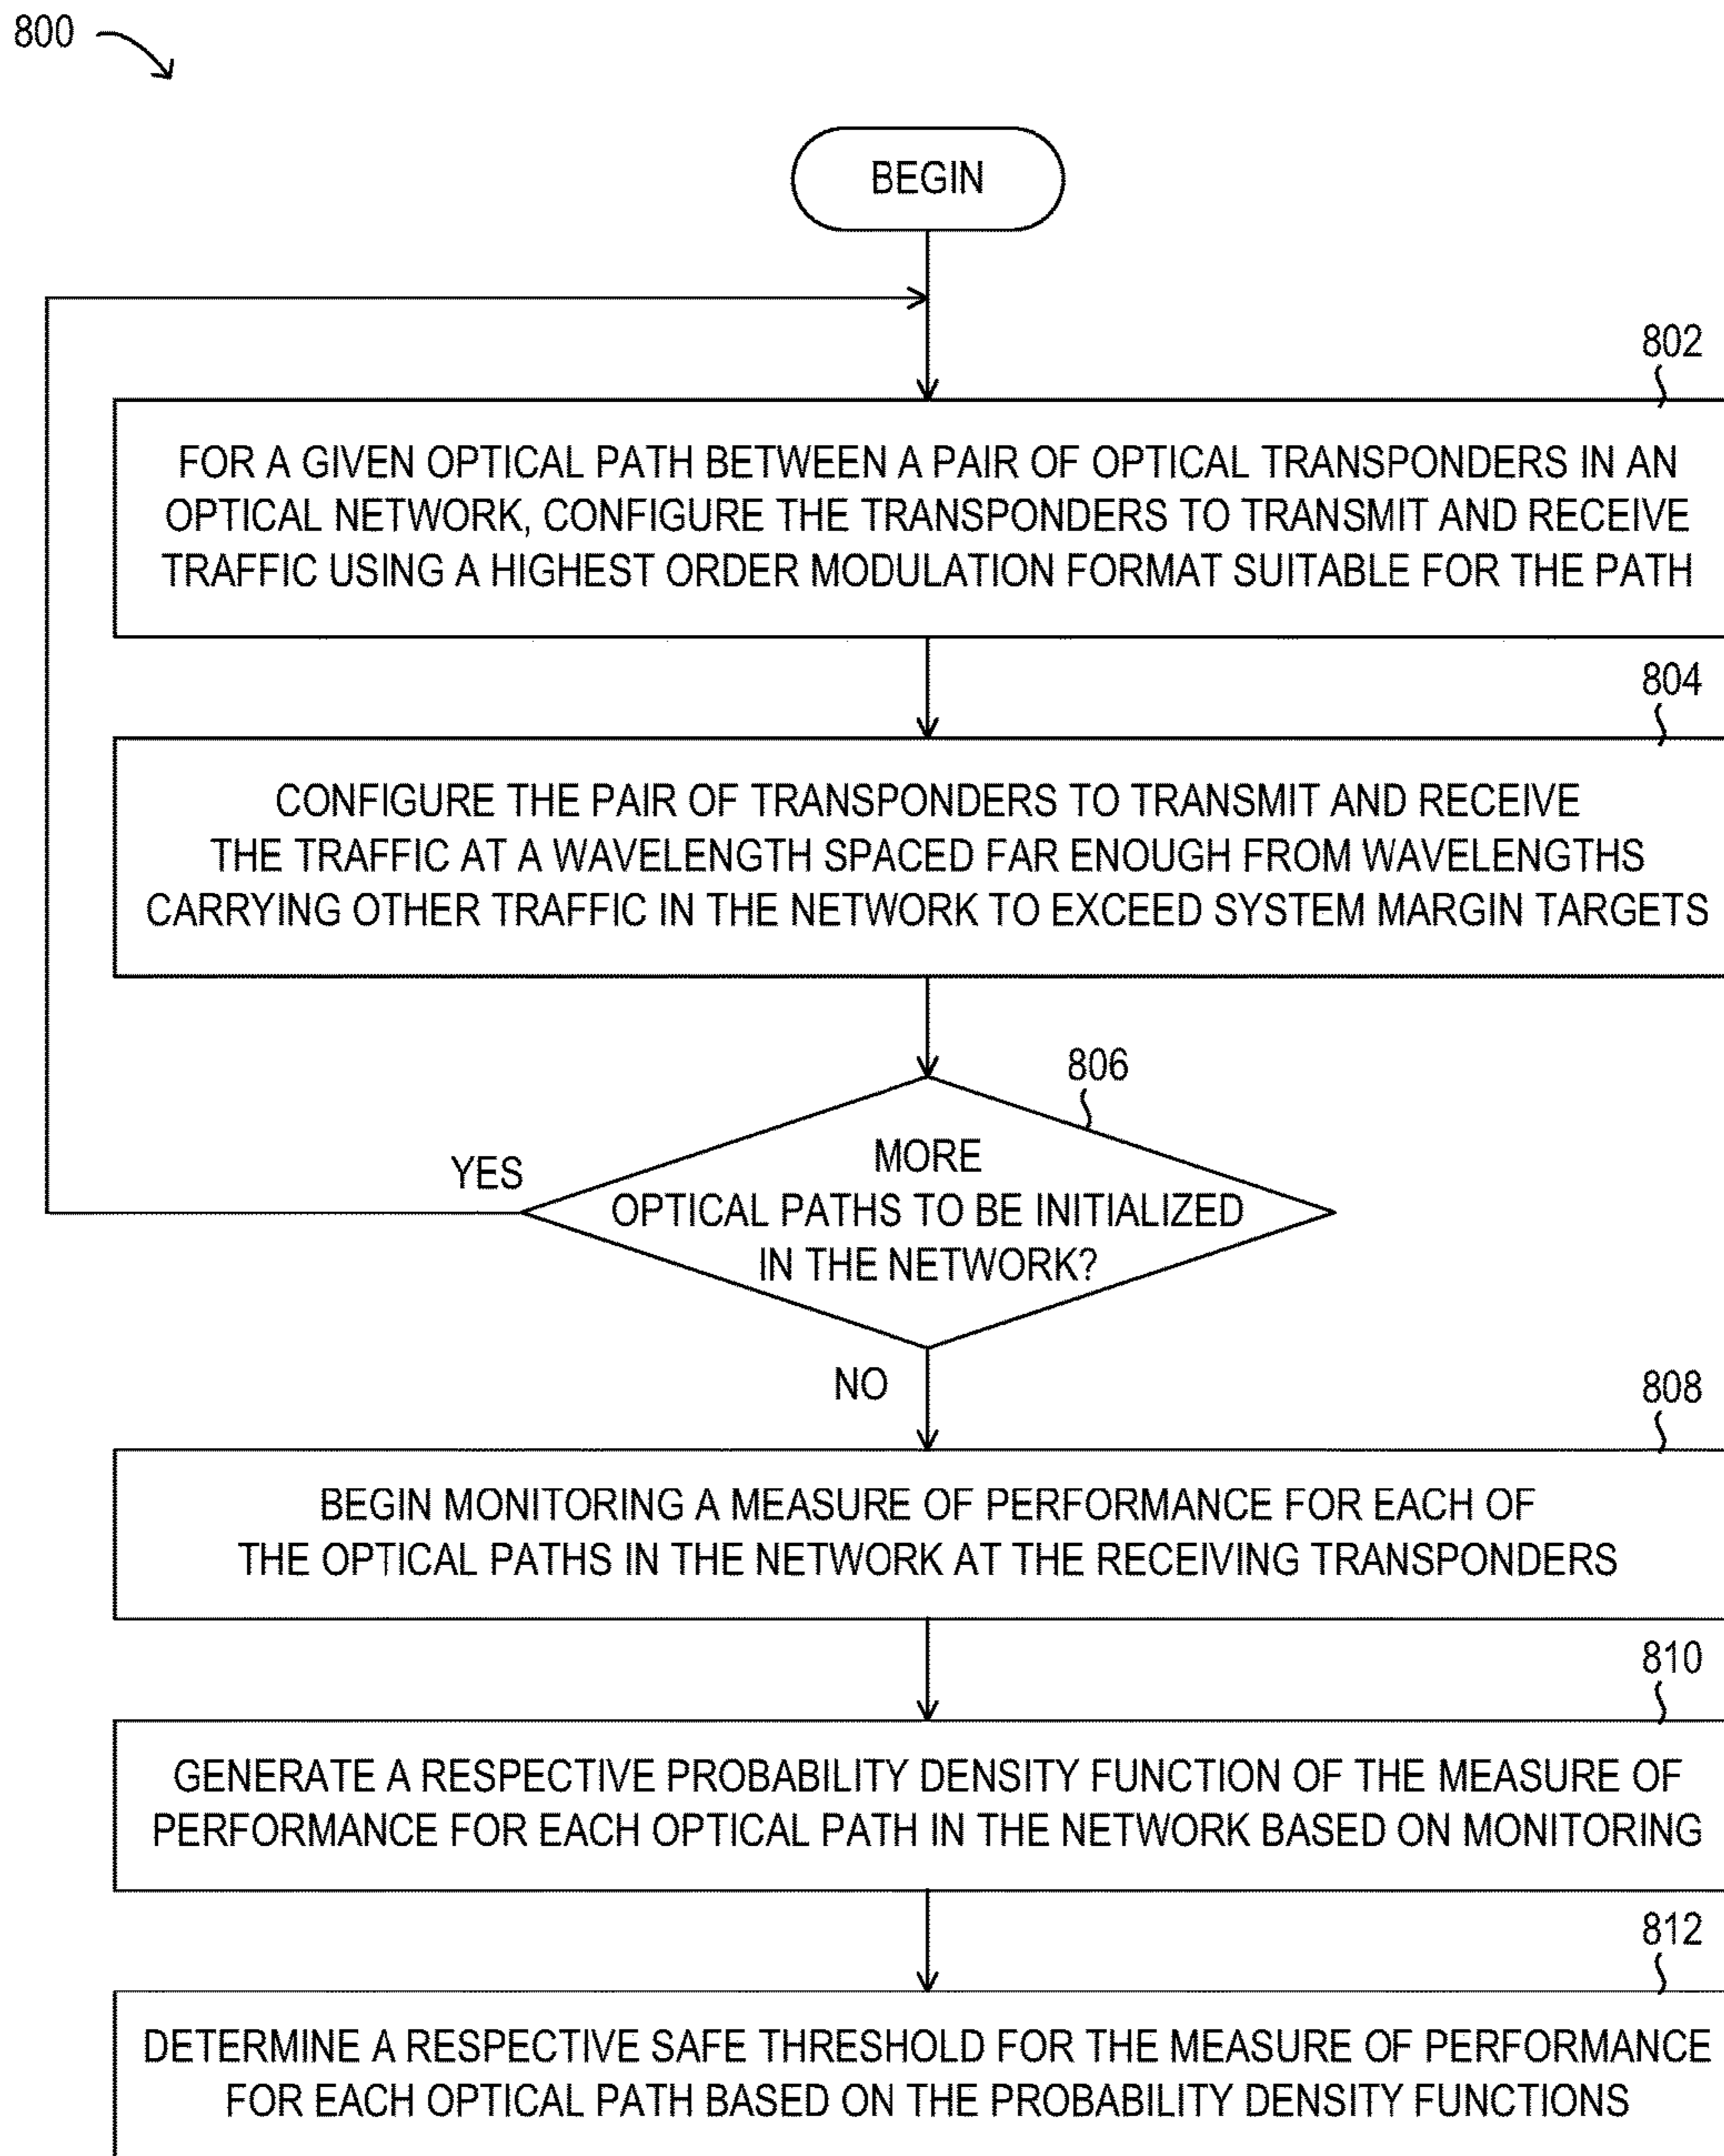 800
BEGIN
802
FOR A GIVEN OPTICAL PATH BETWEEN A PAIR OF OPTICAL TRANSPONDERS IN AN
OPTICAL NETWORK, CONFIGURE THE TRANSPONDERS TO TRANSMIT AND RECEIVE
TRAFFIC USING A HIGHEST ORDER MODULATION FORMAT SUITABLE FOR THE PATH
804
CONFIGURE THE PAIR OF TRANSPONDERS TO TRANSMIT AND RECEIVE
THE TRAFFIC AT A WAVELENGTH SPACED FAR ENOUGH FROM WAVELENGTHS
CARRYING OTHER TRAFFIC IN THE NETWORK TO EXCEED SYSTEM MARGIN TARGETS
806
MORE
OPTICAL PATHS TO BE INITIALIZED
IN THE NETWORK?
YES
NO
808
BEGIN MONITORING A MEASURE OF PERFORMANCE FOR EACH OF
THE OPTICAL PATHS IN THE NETWORK AT THE RECEIVING TRANSPONDERS
810
GENERATE A RESPECTIVE PROBABILITY DENSITY FUNCTION OF THE MEASURE OF
PERFORMANCE FOR EACH OPTICAL PATH IN THE NETWORK BASED ON MONITORING
812
DETERMINE A RESPECTIVE SAFE THRESHOLD FOR THE MEASURE OF PERFORMANCE
FOR EACH OPTICAL PATH BASED ON THE PROBABILITY DENSITY FUNCTIONS